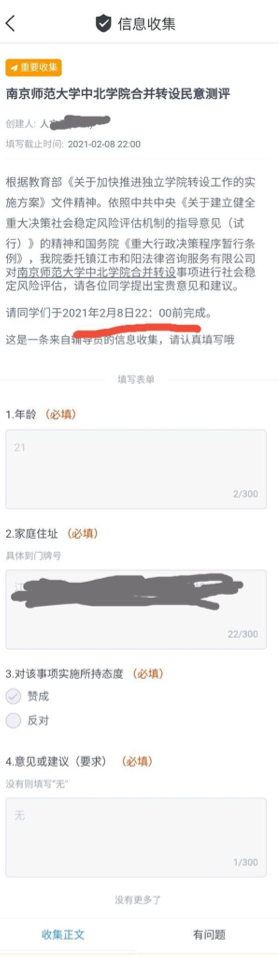 信息收集
重要收集
南京师范大学中北学院合并转设民意测评
创建人: 人
填写截止时间: 2021-02-08 22:00
根据教育部《关于加快推进独立学院转设工作的实
施方案》文件精神。依照中共中央《关于建立健全
重大决策社会稳定风险评估机制的指导意见（试
行）》的精神和国务院《重大行政决策程序暂行条
例》，我院委托镇江市和阳法律咨询服务有限公司
对南京师范大学中北学院合并转设事项进行社会稳
定风险评估，请各位同学提出宝贵意见和建议。
请同学们于2021年2月8日22：00前完成。
这是一条来自辅导员的信息收集，请认真填写哦
填写表单
1.年龄（必填）
21
2/300
2.家庭住址（必填）
具体到门牌号
22/300
3.对该事项实施所持态度（必填）
赞成
反对
4.意见或建议（要求）（必填）
没有则填写"无"
无
1/300
没有更多了
收集正文
有问题